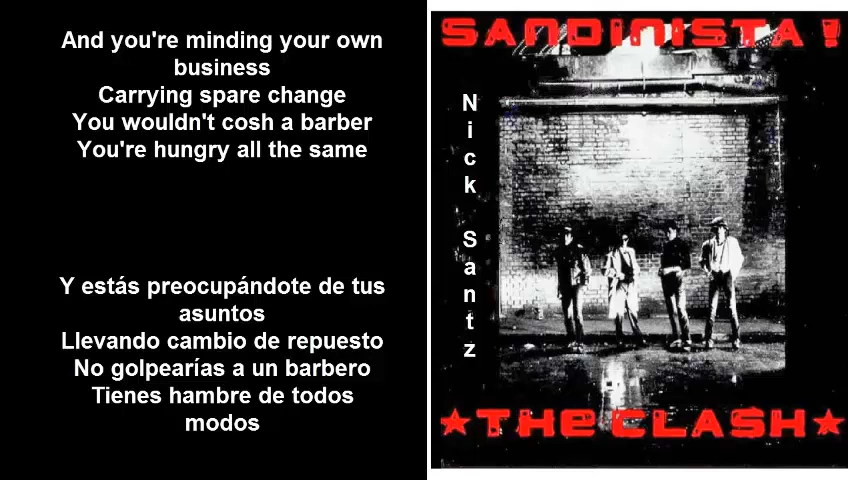 And you're minding your own
business
Carrying spare change
You wouldn't cosh a barber
You're hungry all the same
Y estás preocupándote de tus
asuntos
Llevando cambio de repuesto
No golpearías a un barbero
Tienes hambre de todos
modos
SANDINISTA !
Nick Santz
THE CLASH